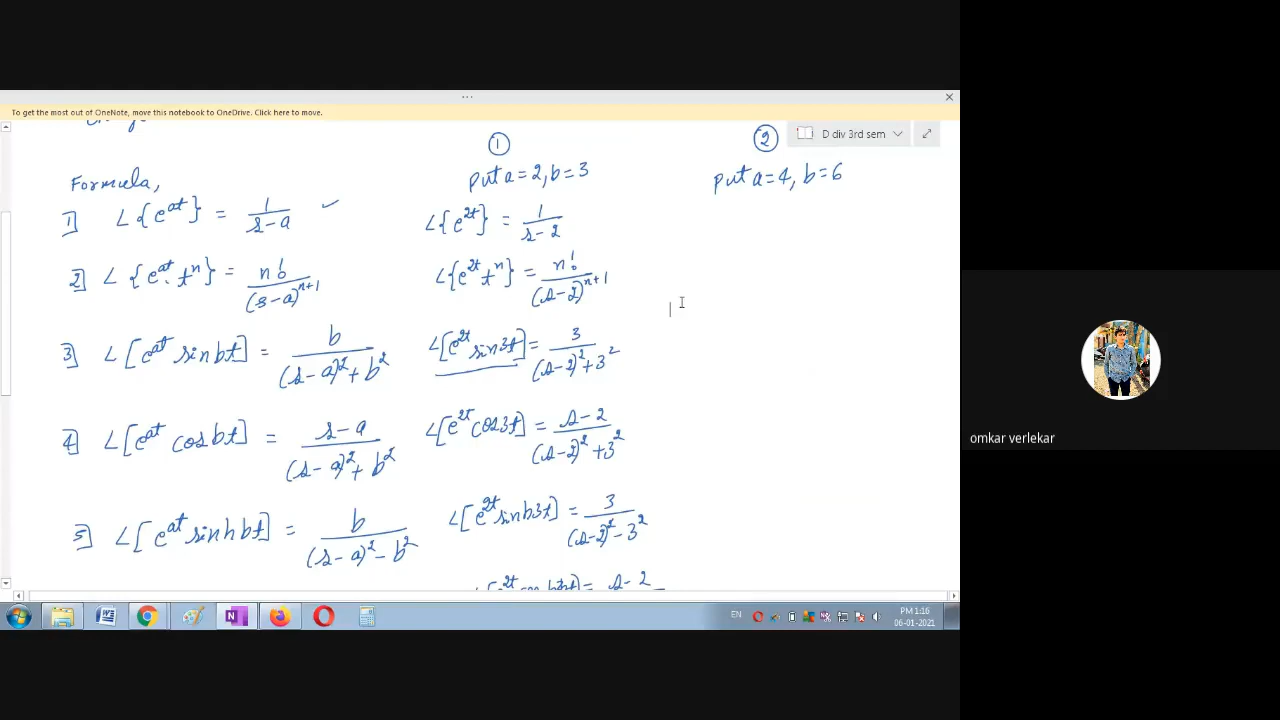 To get the most out of OneNote, move this notebook to OneDrive. Click here to move.
D div 3rd sem
① ②
Formula, put a = 2, b = 3 put a = 4, b = 6
1] L{e^{at}} = 1/(s-a) ✓ L{e^{2t}} = 1/(s-2)
2] L{e^{at}. t^n} = n!/(s-a)^{n+1} L{e^{2t} t^n} = n!/(s-2)^{n+1}
3] L[e^{at} sin bt] = b/((s-a)^2 + b^2) L[e^{2t} sin 3t] = 3/((s-2)^2 + 3^2)
4] L[e^{at} cos bt] = (s-a)/((s-a)^2 + b^2) L[e^{2t} cos 3t] = (s-2)/((s-2)^2 + 3^2)
5] L[e^{at} sinh bt] = b/((s-a)^2 - b^2) L[e^{2t} sinh 3t] = 3/((s-2)^2 - 3^2)
s-2
omkar verlekar
EN
PM 1:16
06-01-2021